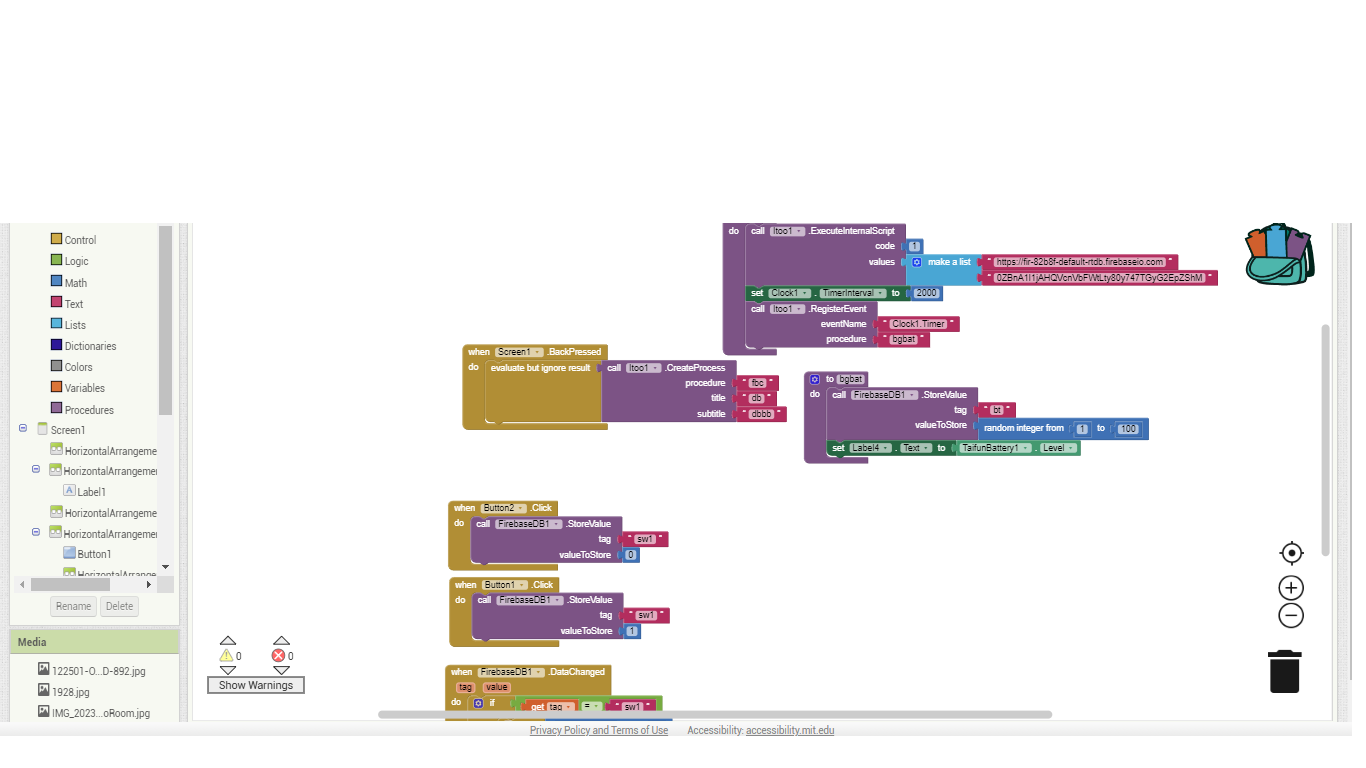 Control
Logic
Math
Text
Lists
Dictionaries
Colors
Variables
Procedures
Screen1
HorizontalArrangeme
HorizontalArrangemer
Label1
HorizontalArrangeme
HorizontalArrangemer
Button1
HorizontalArrange
Rename Delete
Media
122501-O...D-892.jpg
1928.jpg
IMG_2023...oRoom.jpg
do call Itoo1 .ExecuteInternalScript
code 1
values make a list " https://fir-82b8f-default-rtdb.firebaseio.com "
set Clock1 . TimerInterval to 2000
call Itoo1 .RegisterEvent
eventName " Clock1.Timer "
procedure " bgbat "
when Screen1 .BackPressed
do evaluate but ignore result call Itoo1 .CreateProcess
procedure " fbc "
title " db "
subtitle " dbbb "
to bgbat
do call FirebaseDB1 .StoreValue
tag " bt "
valueToStore random integer from 1 to 100
set Label4 . Text to TaifunBattery1 . Level
when Button2 .Click
do call FirebaseDB1 .StoreValue
tag " sw1 "
valueToStore 0
when Button1 .Click
do call FirebaseDB1 .StoreValue
tag " sw1 "
valueToStore 1
when FirebaseDB1 .DataChanged
tag value
do if get tag = " sw1 "
0 0
Show Warnings
Privacy Policy and Terms of Use Accessibility: accessibility.mit.edu